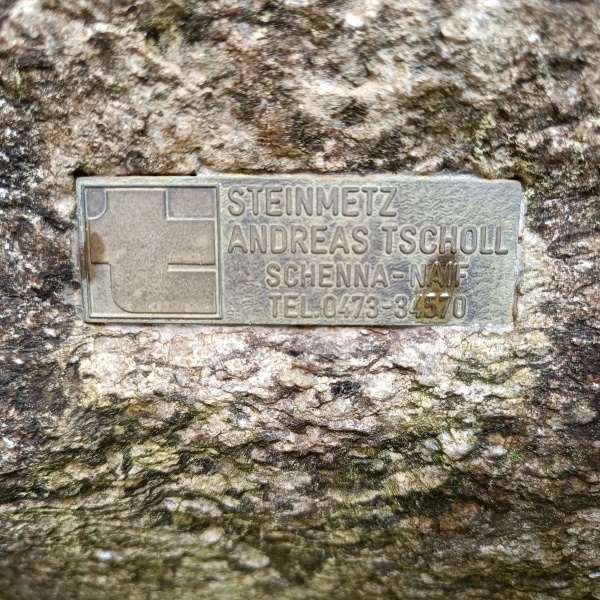 STEINMETZ
ANDREAS TSCHOLL
SCHENNA-NAIF
TEL.0473-34570